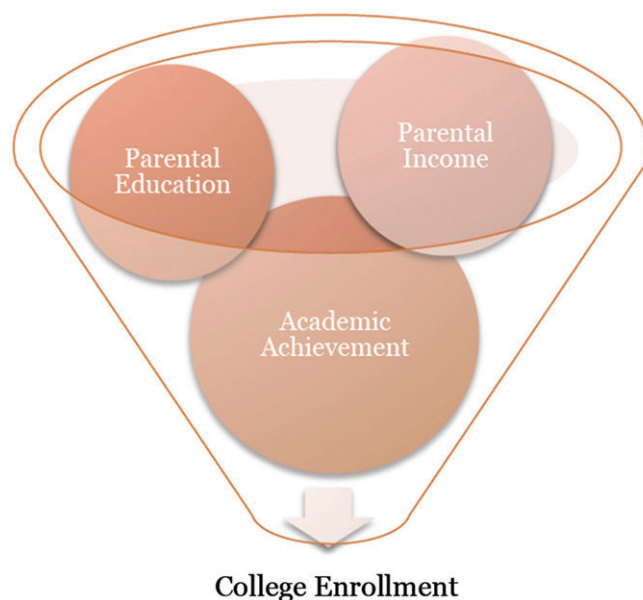 Parental
Education
Parental
Income
Academic
Achievement
College Enrollment